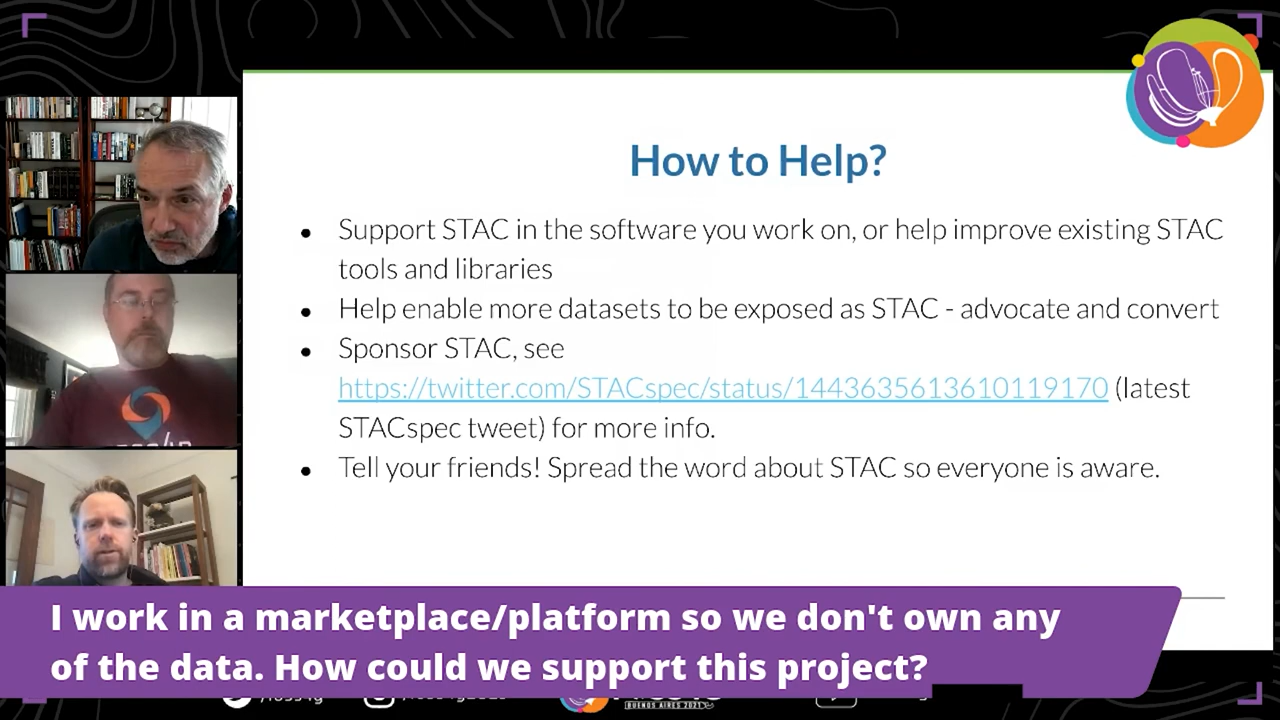 How to Help?
• Support STAC in the software you work on, or help improve existing STAC
tools and libraries
• Help enable more datasets to be exposed as STAC - advocate and convert
• Sponsor STAC, see
https://twitter.com/STACspec/status/1443635613610119170 (latest
STACspec tweet) for more info.
• Tell your friends! Spread the word about STAC so everyone is aware.
I work in a marketplace/platform so we don't own any
of the data. How could we support this project?
BUENOS AIRES 2021